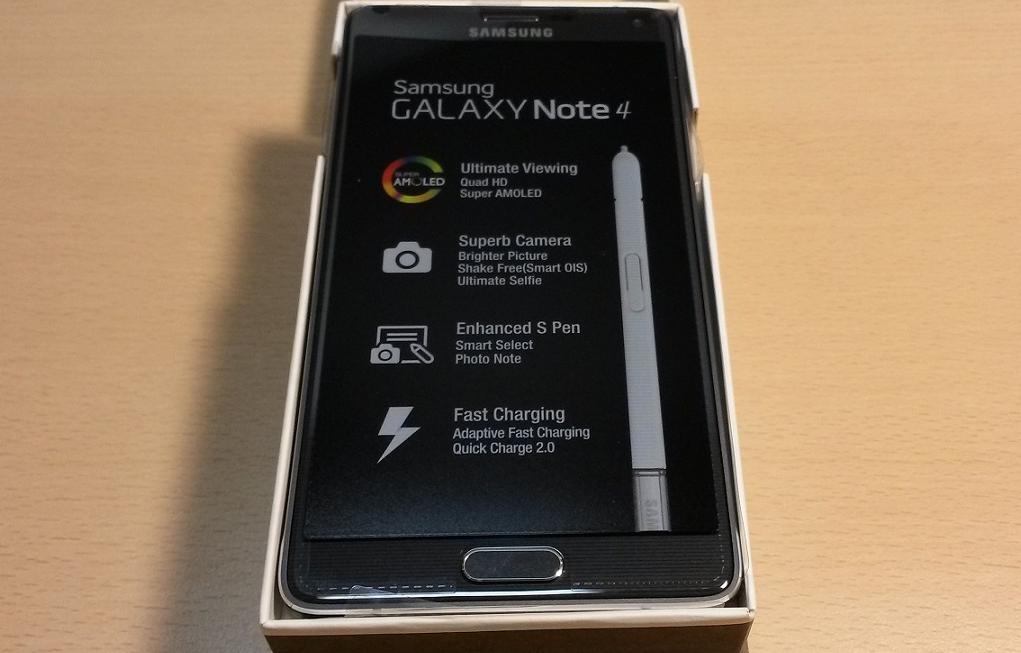 SAMSUNG
Samsung
GALAXY Note 4
SUPER
AMOLED
Ultimate Viewing
Quad HD
Super AMOLED
Superb Camera
Brighter Picture
Shake Free(Smart OIS)
Ultimate Selfie
Enhanced S Pen
Smart Select
Photo Note
Fast Charging
Adaptive Fast Charging
Quick Charge 2.0
SAM